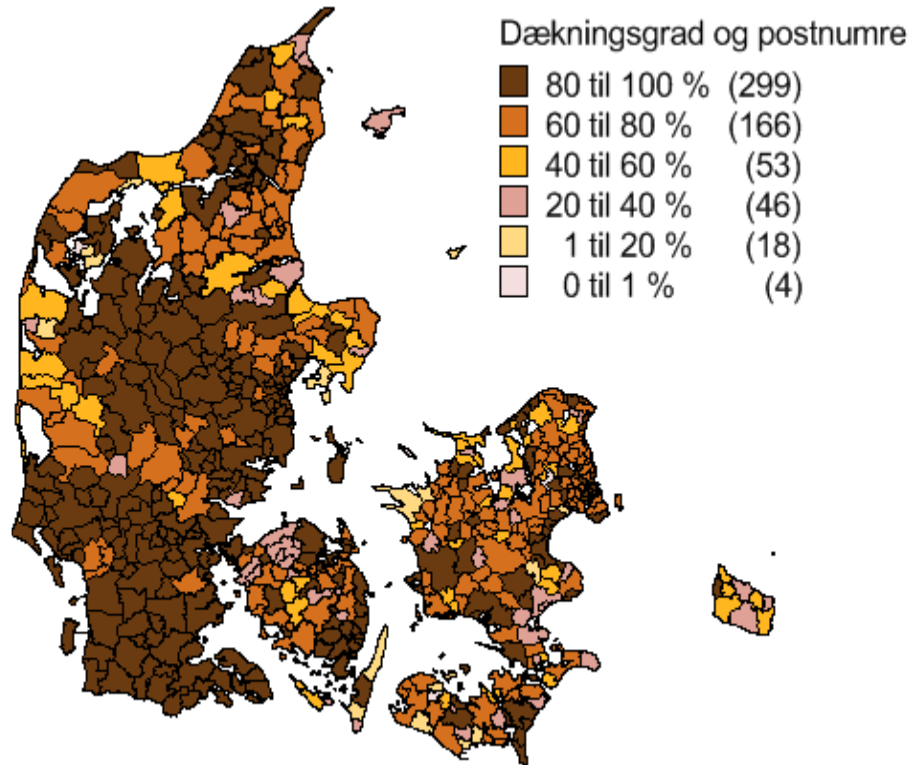 Dækningsgrad og postnumre
80 til 100 % (299)
60 til 80 % (166)
40 til 60 % (53)
20 til 40 % (46)
1 til 20 % (18)
0 til 1 % (4)